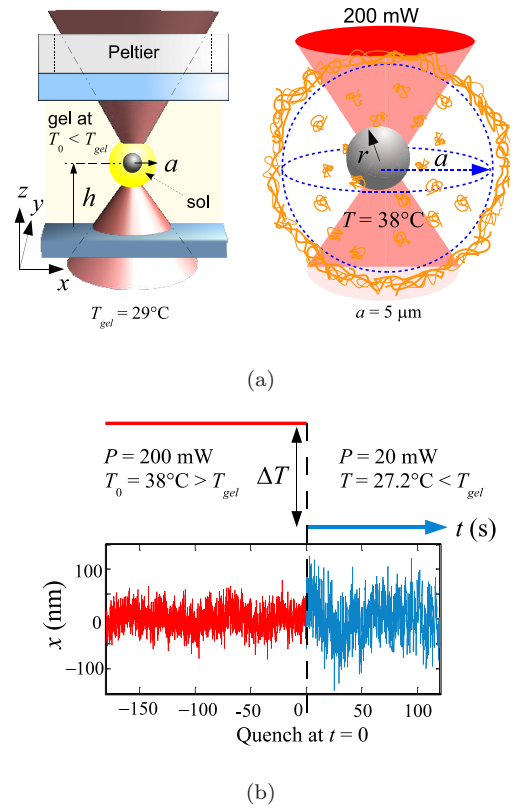 Peltier
gel at
T0 < Tgel
a
h
sol
z
y
x
Tgel = 29°C
200 mW
r
a
T = 38°C
a = 5 μm
(a)
P = 200 mW
T0 = 38°C > Tgel
ΔT
P = 20 mW
T = 27.2°C < Tgel
t (s)
x (nm)
100
0
−100
−150
−100
-50
0
50
100
Quench at t = 0
(b)